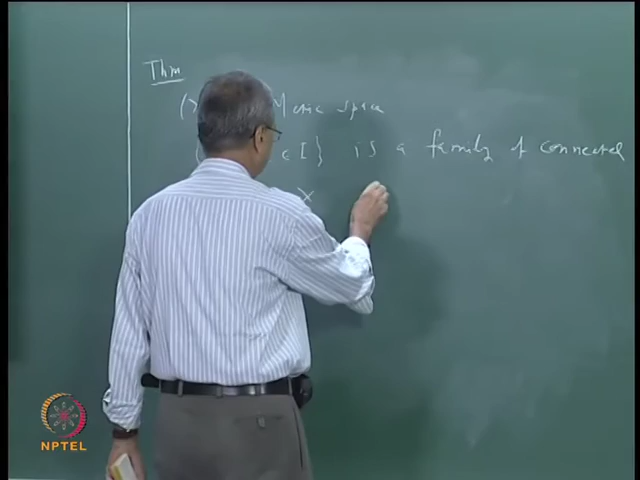 Thm
( Metric space
{ ∈ I } is a family of connected
X
NPTEL